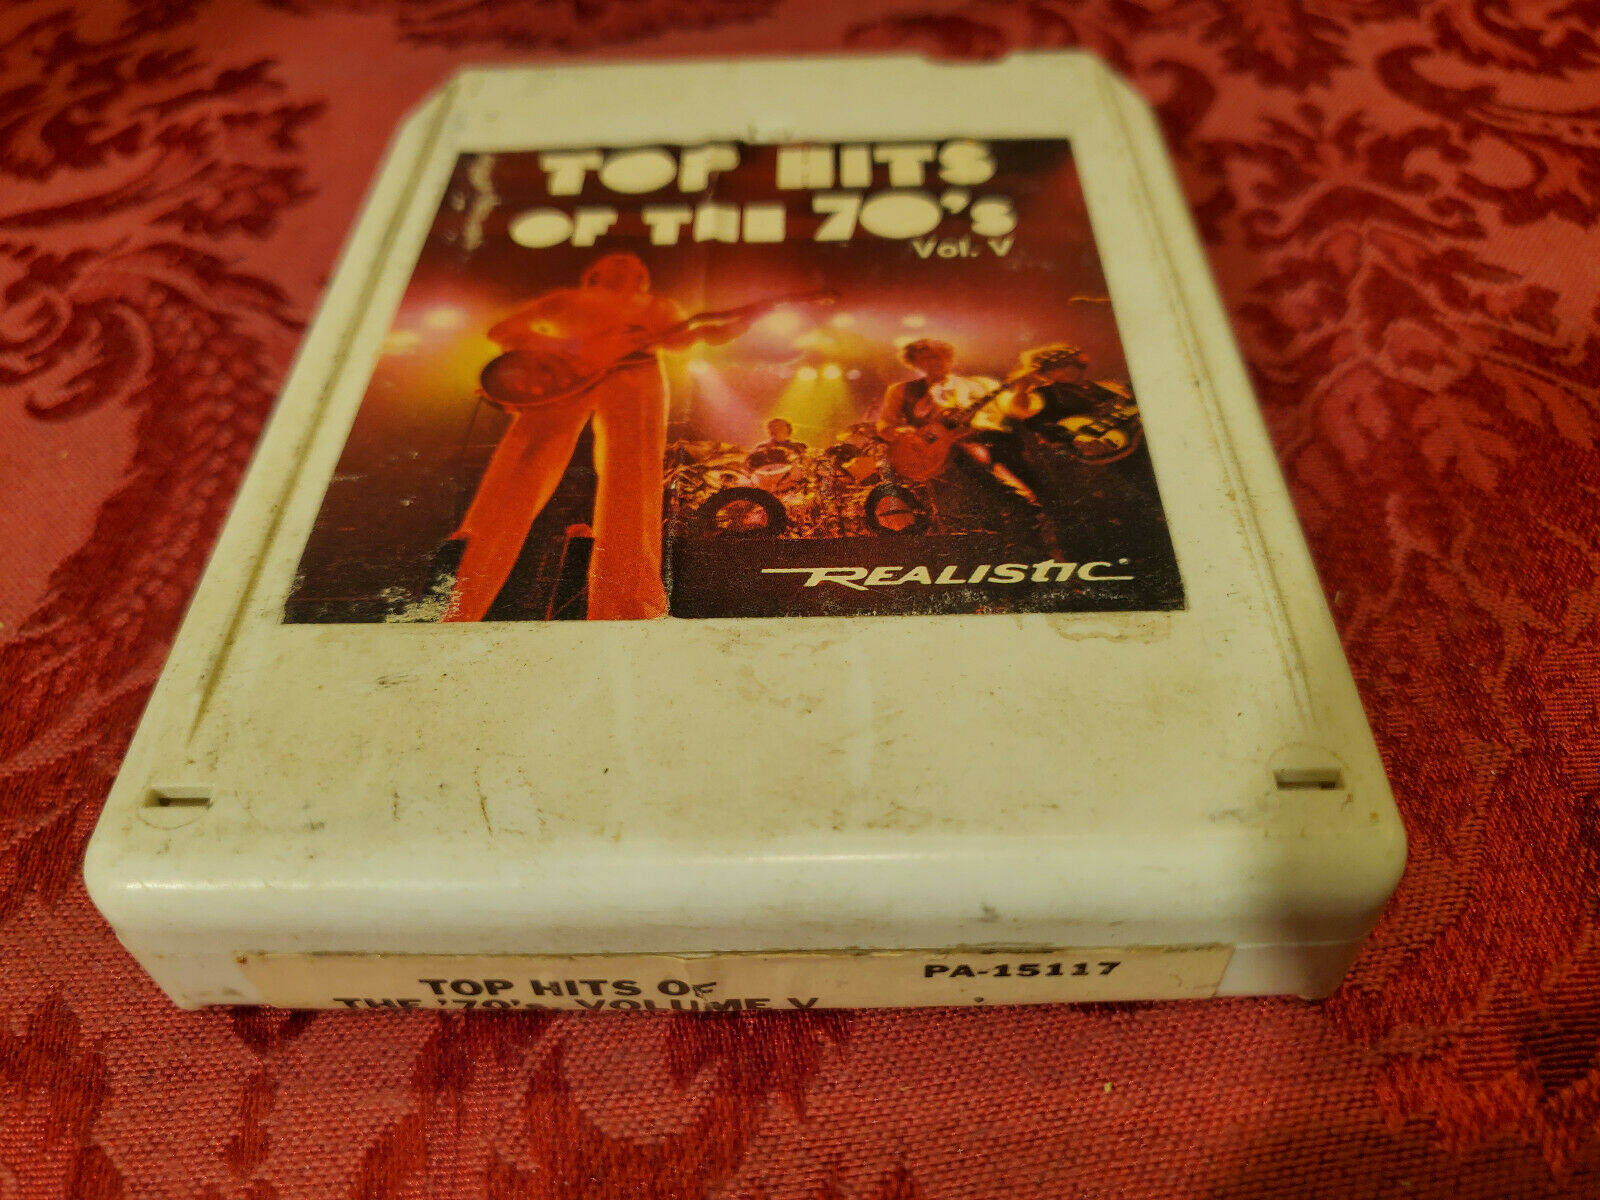 TOP HITS
OF THE 70's
Vol. V
REALISTIC®
TOP HITS OF
THE '70's VOLUME V
PA-15117